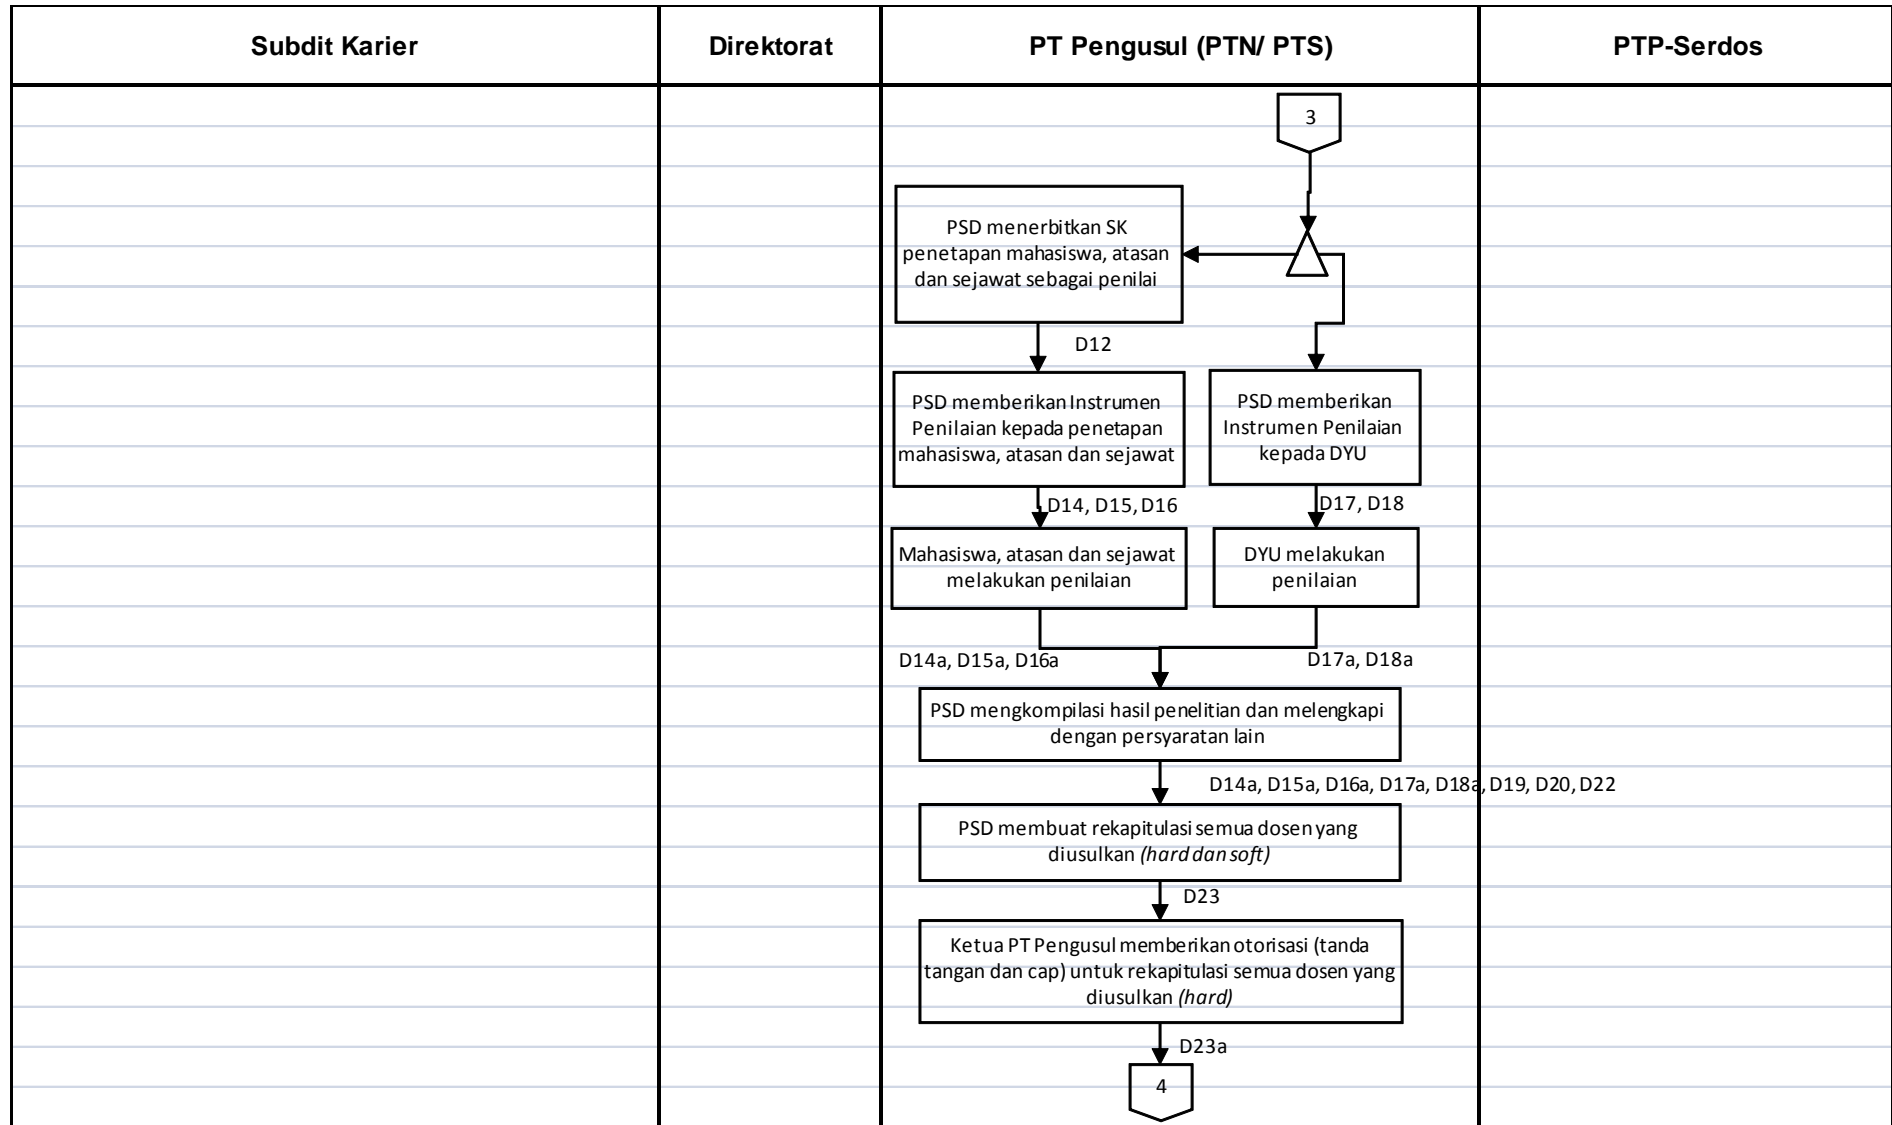 Subdit Karier
Direktorat
PT Pengusul (PTN/ PTS)
PTP-Serdos
3
PSD menerbitkan SK
penetapan mahasiswa, atasan
dan sejawat sebagai penilai
D12
PSD memberikan Instrumen
Penilaian kepada penetapan
mahasiswa, atasan dan sejawat
PSD memberikan
Instrumen Penilaian
kepada DYU
D14, D15, D16
D17, D18
Mahasiswa, atasan dan sejawat
melakukan penilaian
DYU melakukan
penilaian
D14a, D15a, D16a
D17a, D18a
PSD mengkompilasi hasil penelitian dan melengkapi
dengan persyaratan lain
D14a, D15a, D16a, D17a, D18a, D19, D20, D22
PSD membuat rekapitulasi semua dosen yang
diusulkan (hard dan soft)
D23
Ketua PT Pengusul memberikan otorisasi (tanda
tangan dan cap) untuk rekapitulasi semua dosen yang
diusulkan (hard)
D23a
4